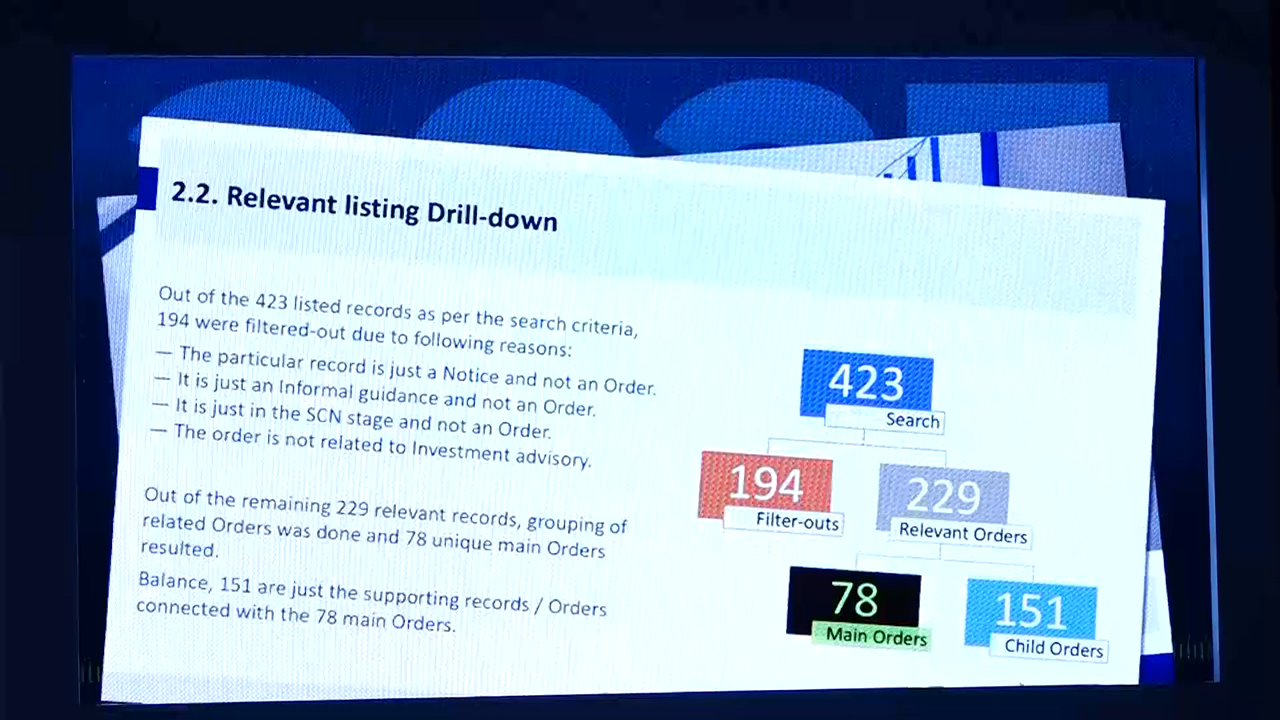 2.2. Relevant listing Drill-down
Out of the 423 listed records as per the search criteria,
194 were filtered-out due to following reasons:
— The particular record is just a Notice and not an Order.
— It is just an Informal guidance and not an Order.
— It is just in the SCN stage and not an Order.
— The order is not related to Investment advisory.
Out of the remaining 229 relevant records, grouping of
related Orders was done and 78 unique main Orders
resulted.
Balance, 151 are just the supporting records / Orders
connected with the 78 main Orders.
423
Search
194
Filter-outs
229
Relevant Orders
78
Main Orders
151
Child Orders